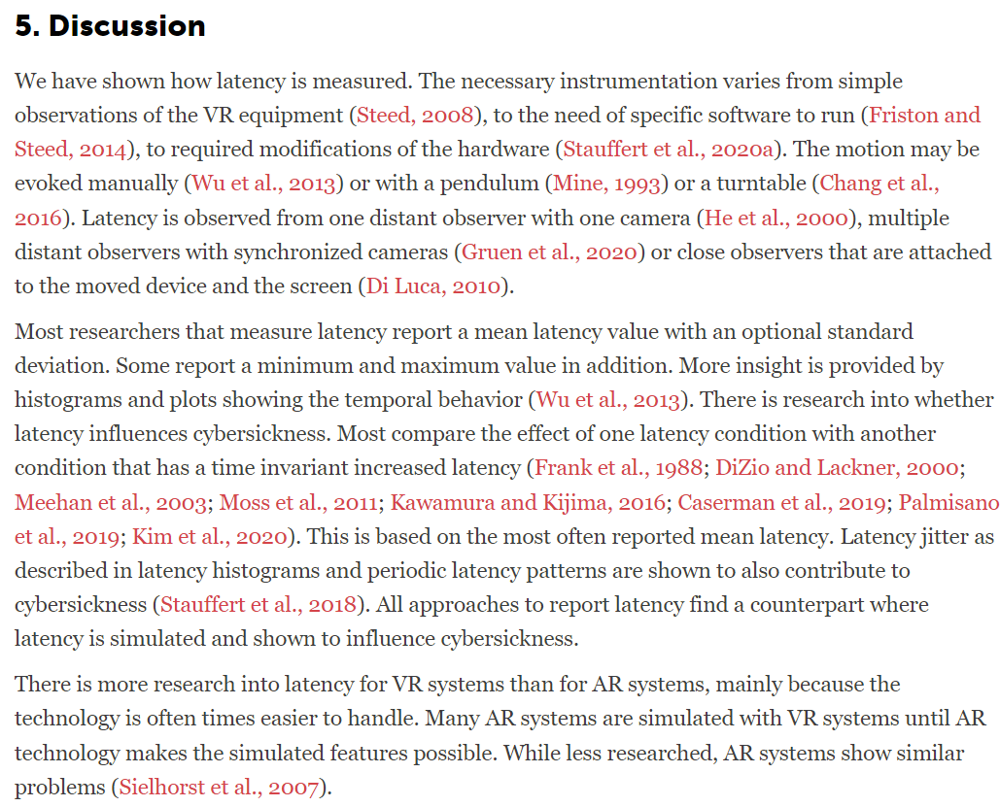 5. Discussion
We have shown how latency is measured. The necessary instrumentation varies from simple
observations of the VR equipment (Steed, 2008), to the need of specific software to run (Friston and
Steed, 2014), to required modifications of the hardware (Stauffert et al., 2020a). The motion may be
evoked manually (Wu et al., 2013) or with a pendulum (Mine, 1993) or a turntable (Chang et al.,
2016). Latency is observed from one distant observer with one camera (He et al., 2000), multiple
distant observers with synchronized cameras (Gruen et al., 2020) or close observers that are attached
to the moved device and the screen (Di Luca, 2010).
Most researchers that measure latency report a mean latency value with an optional standard
deviation. Some report a minimum and maximum value in addition. More insight is provided by
histograms and plots showing the temporal behavior (Wu et al., 2013). There is research into whether
latency influences cybersickness. Most compare the effect of one latency condition with another
condition that has a time invariant increased latency (Frank et al., 1988; DiZio and Lackner, 2000;
Meehan et al., 2003; Moss et al., 2011; Kawamura and Kijima, 2016; Caserman et al., 2019; Palmisano
et al., 2019; Kim et al., 2020). This is based on the most often reported mean latency. Latency jitter as
described in latency histograms and periodic latency patterns are shown to also contribute to
cybersickness (Stauffert et al., 2018). All approaches to report latency find a counterpart where
latency is simulated and shown to influence cybersickness.
There is more research into latency for VR systems than for AR systems, mainly because the
technology is often times easier to handle. Many AR systems are simulated with VR systems until AR
technology makes the simulated features possible. While less researched, AR systems show similar
problems (Sielhorst et al., 2007).